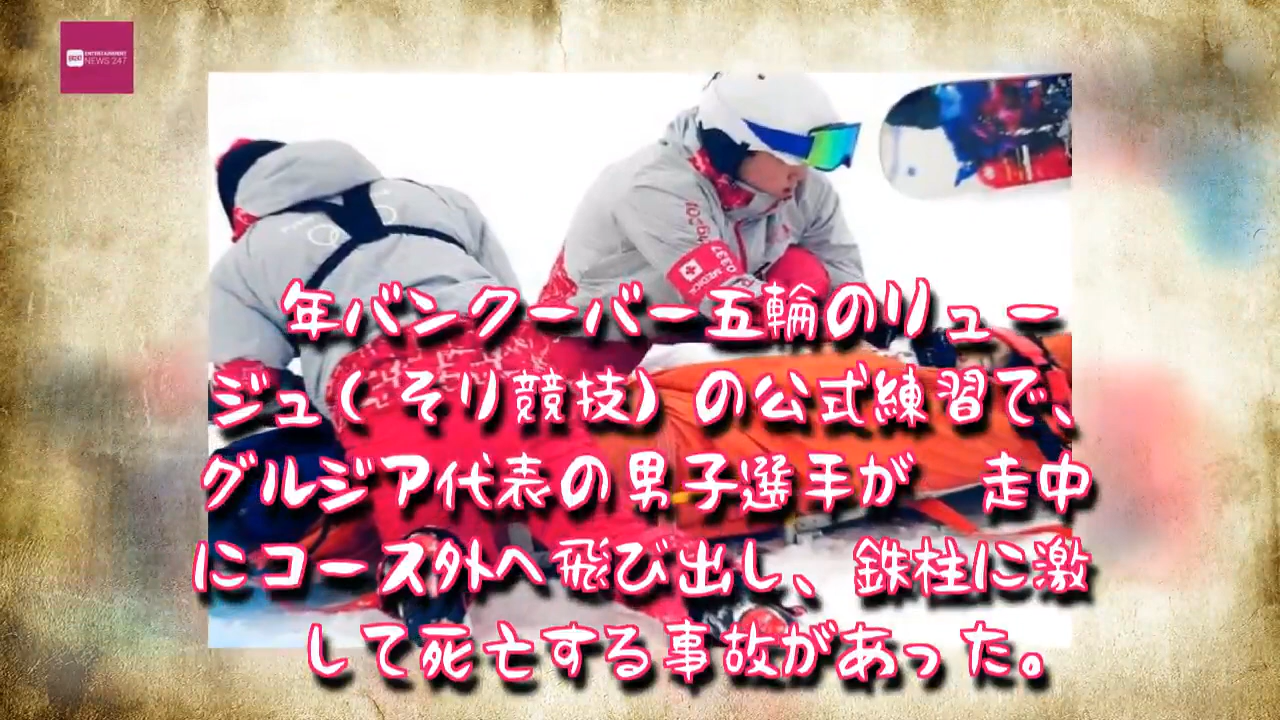 ENTERTAINMENT
NEWS 247
MEDICAL
年バンクーバー五輪のリュー
ジュ(そり競技)の公式練習で、
グルジア代表の男子選手が 走中
にコース外へ飛び出し、鉄柱に激
して死亡する事故があった。